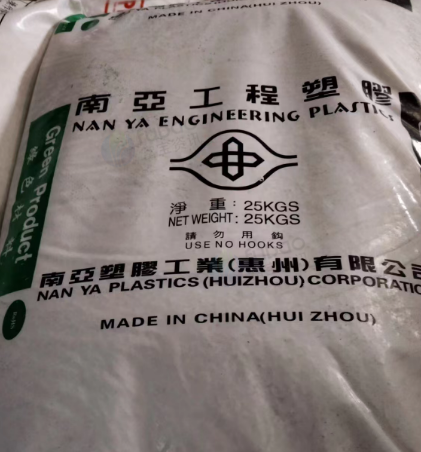 MADE IN CHINA(HUI ZHOU)
南亞工程塑膠
NAN YA ENGINEERING PLASTICS
淨 重: 25KGS
NET WEIGHT: 25KGS
請勿用鈎
USE NO HOOKS
南亞塑膠工業(惠州)有限公司
NAN YA PLASTICS (HUIZHOU) CORPORATIO
MADE IN CHINA(HUI ZHOU)
Green Product